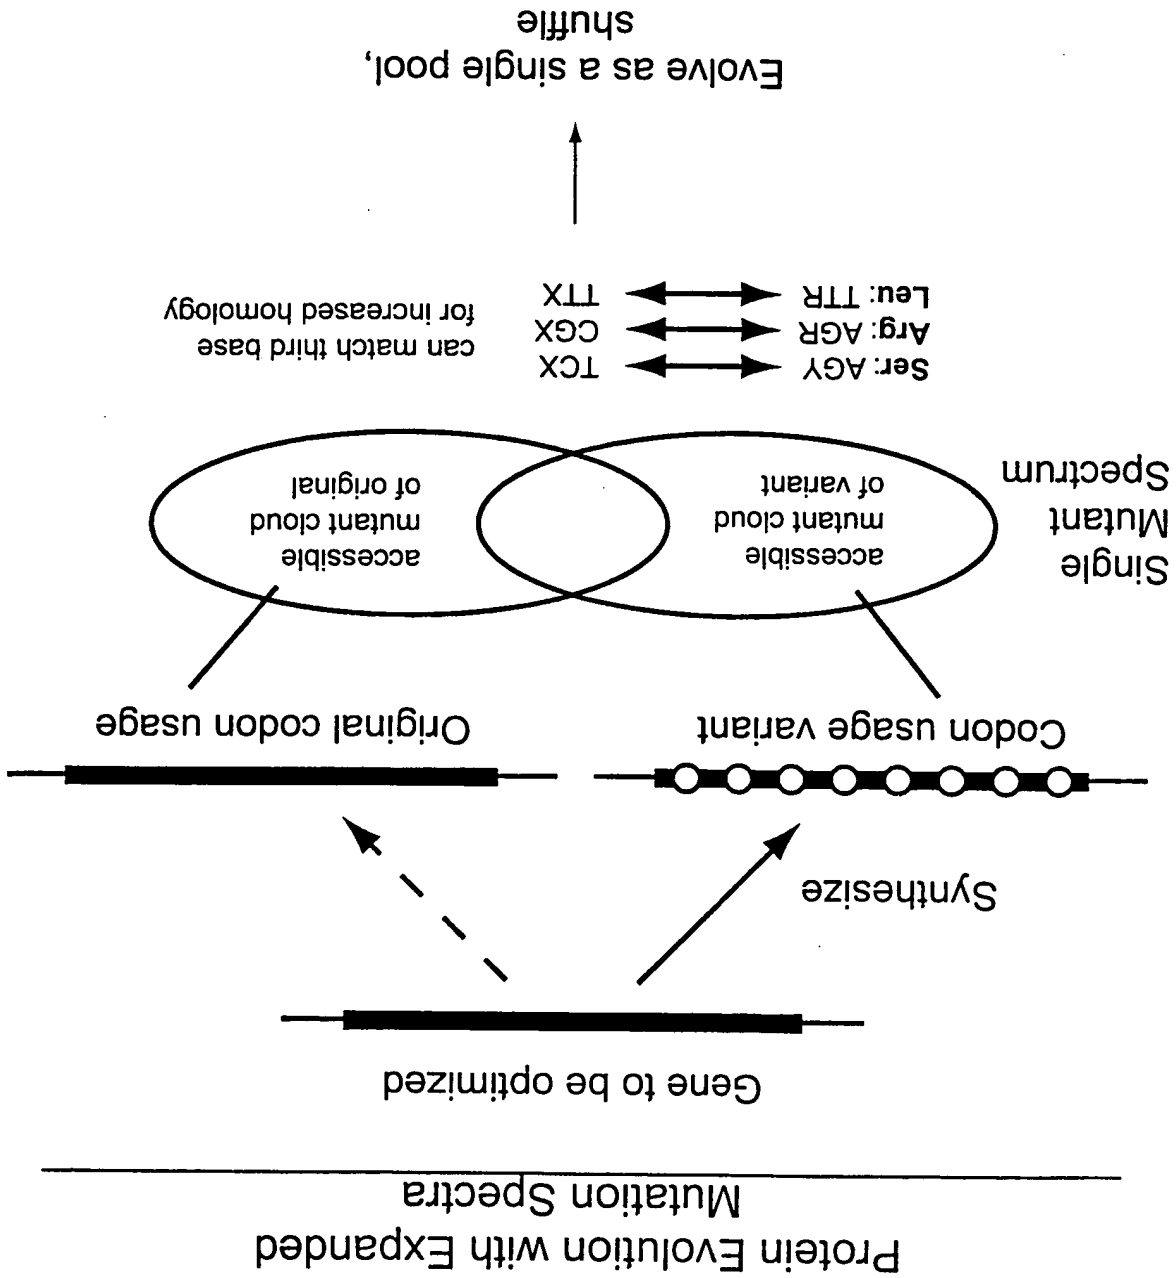 Protein Evolution with Expanded
Mutation Spectra
Gene to be optimized
Synthesize
Codon usage variant
Original codon usage
Single
Mutant
Spectrum
accessible
mutant cloud
of variant
accessible
mutant cloud
of original
Ser: AGY TCX
Arg: AGR CGX
Leu: TTR TTX
can match third base
for increased homology
Evolve as a single pool,
shuffle